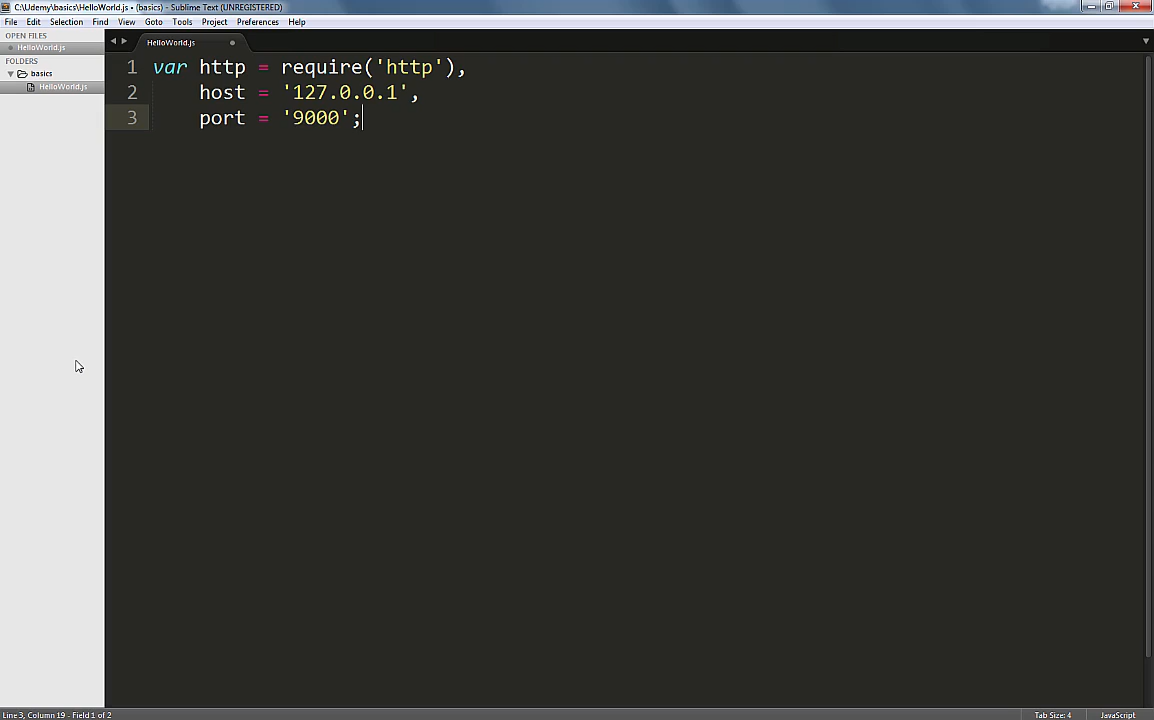 C:\Udemy\basics\HelloWorld.js • (basics) - Sublime Text (UNREGISTERED)
File Edit Selection Find View Goto Tools Project Preferences Help
OPEN FILES
HelloWorld.js
FOLDERS
basics
HelloWorld.js
HelloWorld.js
1 var http = require('http'),
2 host = '127.0.0.1',
3 port = '9000';
Line 3, Column 19 - Field 1 of 2
Tab Size: 4
JavaScript